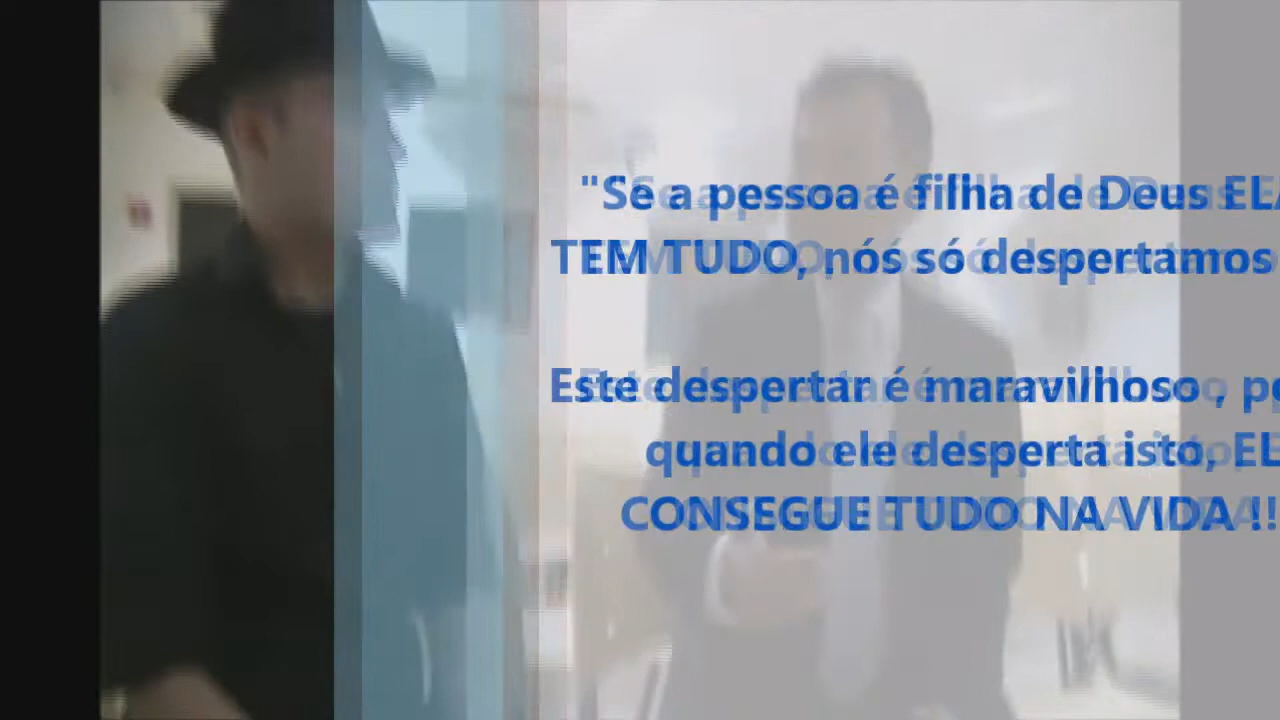 "Se a pessoa é filha de Deus
TEM TUDO, nós só despertamos
Este despertar é maravilhoso ,
quando ele desperta isto,
CONSEGUE TUDO NA VIDA !!